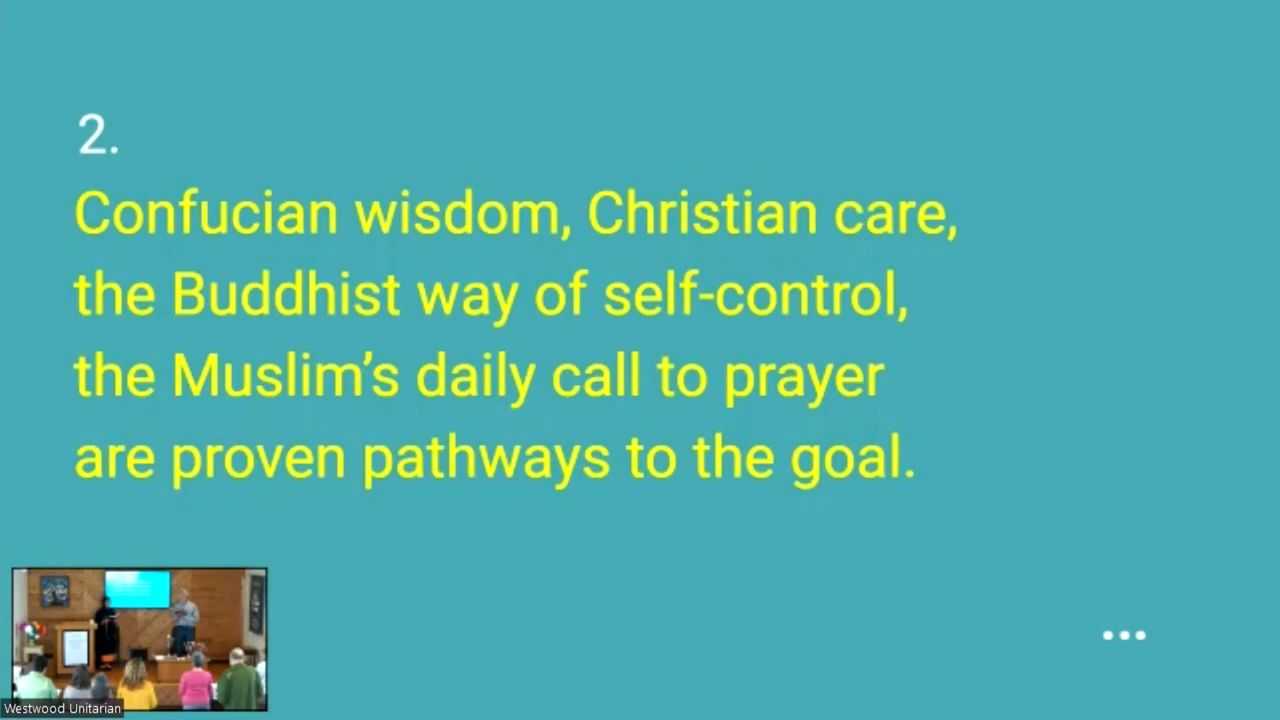 2.
Confucian wisdom, Christian care,
the Buddhist way of self-control,
the Muslim’s daily call to prayer
are proven pathways to the goal.
...
Westwood Unitarian